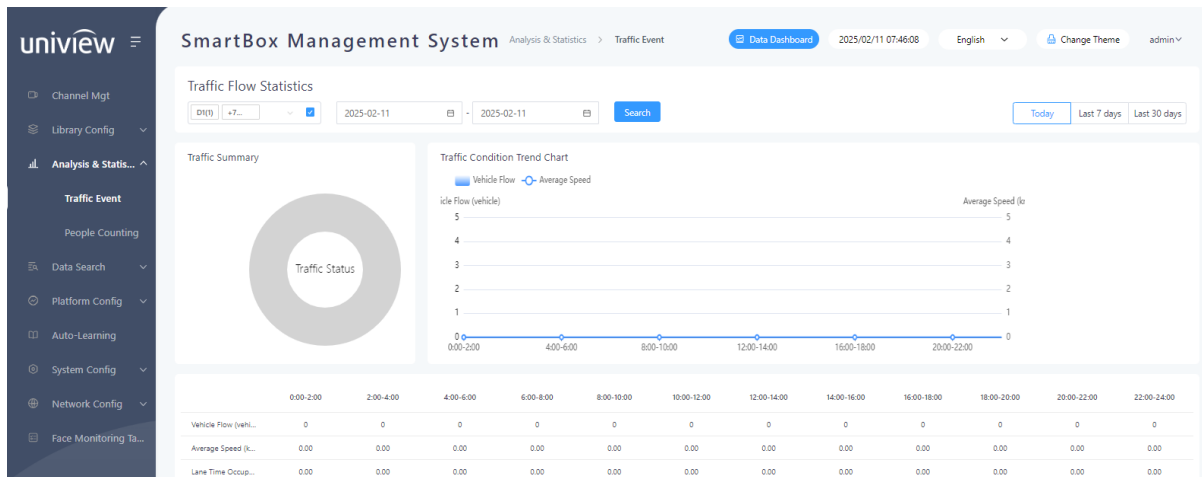 uniview
SmartBox Management System Analysis & Statistics > Traffic Event Data Dashboard 2025/02/11 07:46:08 English Change Theme admin
Channel Mgt
Library Config
Analysis & Statis...
Traffic Event
People Counting
Data Search
Platform Config
Auto-Learning
System Config
Network Config
Face Monitoring Ta...
Traffic Flow Statistics
D1(1) +7... 2025-02-11 - 2025-02-11 Search Today Last 7 days Last 30 days
Traffic Summary
Traffic Status
Traffic Condition Trend Chart
Vehicle Flow Average Speed
icle Flow (vehicle) Average Speed (kr
5 5
4 4
3 3
2 2
1 1
0 0
0:00-2:00 4:00-6:00 8:00-10:00 12:00-14:00 16:00-18:00 20:00-22:00
0:00-2:00 2:00-4:00 4:00-6:00 6:00-8:00 8:00-10:00 10:00-12:00 12:00-14:00 14:00-16:00 16:00-18:00 18:00-20:00 20:00-22:00 22:00-24:00
Vehicle Flow (vehi... 0 0 0 0 0 0 0 0 0 0 0 0
Average Speed (k... 0.00 0.00 0.00 0.00 0.00 0.00 0.00 0.00 0.00 0.00 0.00 0.00
Lane Time Occup... 0.00 0.00 0.00 0.00 0.00 0.00 0.00 0.00 0.00 0.00 0.00 0.00